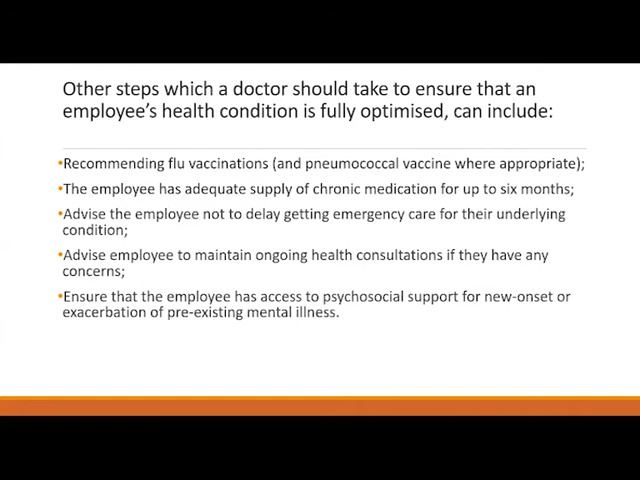 Other steps which a doctor should take to ensure that an
employee's health condition is fully optimised, can include:
•Recommending flu vaccinations (and pneumococcal vaccine where appropriate);
•The employee has adequate supply of chronic medication for up to six months;
•Advise the employee not to delay getting emergency care for their underlying
condition;
•Advise employee to maintain ongoing health consultations if they have any
concerns;
•Ensure that the employee has access to psychosocial support for new-onset or
exacerbation of pre-existing mental illness.